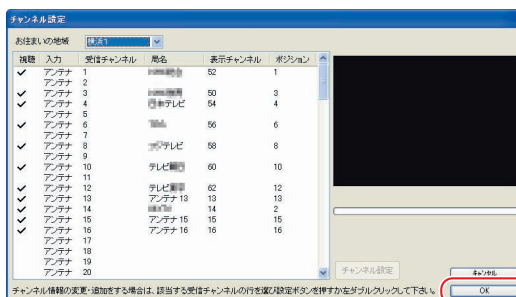 チャンネル設定
お住まいの地域 横浜1
視聴 入力 受信チャンネル 局名 表示チャンネル ポジション
アンテナ 1 52 1
アンテナ 2
アンテナ 3 50 3
アンテナ 4 日本テレビ 54 4
アンテナ 5
アンテナ 6 56 6
アンテナ 7
アンテナ 8 テレビ 58 8
アンテナ 9
アンテナ 10 テレビ 60 10
アンテナ 11
アンテナ 12 テレビ 62 12
アンテナ 13 アンテナ 13 13 13
アンテナ 14 14 2
アンテナ 15 アンテナ 15 15 15
アンテナ 16 アンテナ 16 16 16
アンテナ 17
アンテナ 18
アンテナ 19
アンテナ 20
チャンネル設定
キャンセル
チャンネル情報の変更・追加をする場合は、該当する受信チャンネルの行を選び設定ボタンを押すか左ダブルクリックして下さい。
OK